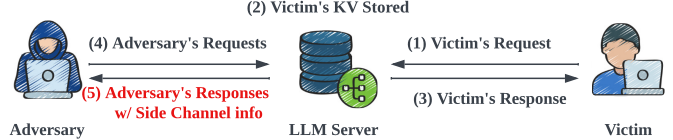 (2) Victim's KV Stored
(4) Adversary's Requests
(1) Victim's Request
(5) Adversary's Responses
w/ Side Channel info
(3) Victim's Response
Adversary
LLM Server
Victim